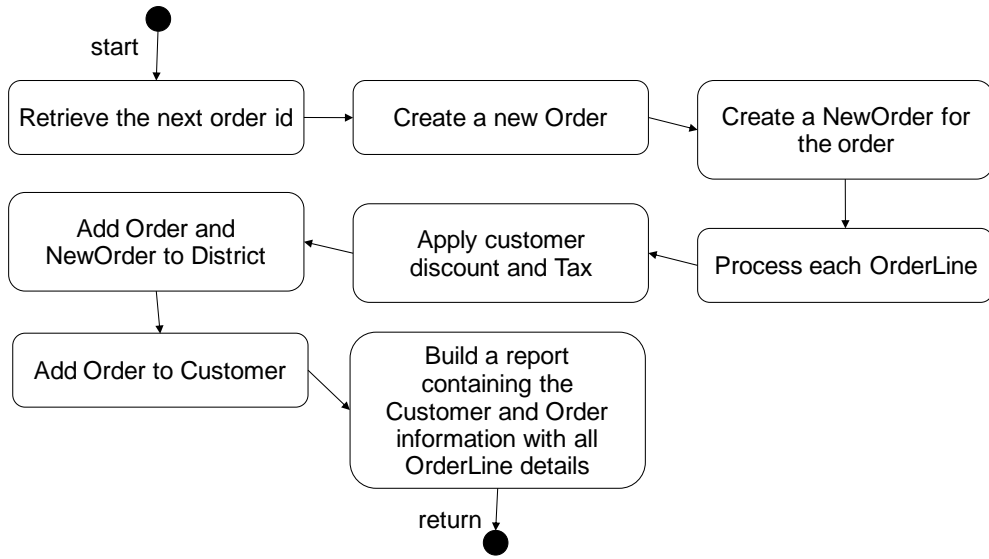 start
Retrieve the next order id
Create a new Order
Create a NewOrder for
the order
Process each OrderLine
Apply customer
discount and Tax
Add Order and
NewOrder to District
Add Order to Customer
Build a report
containing the
Customer and Order
information with all
OrderLine details
return